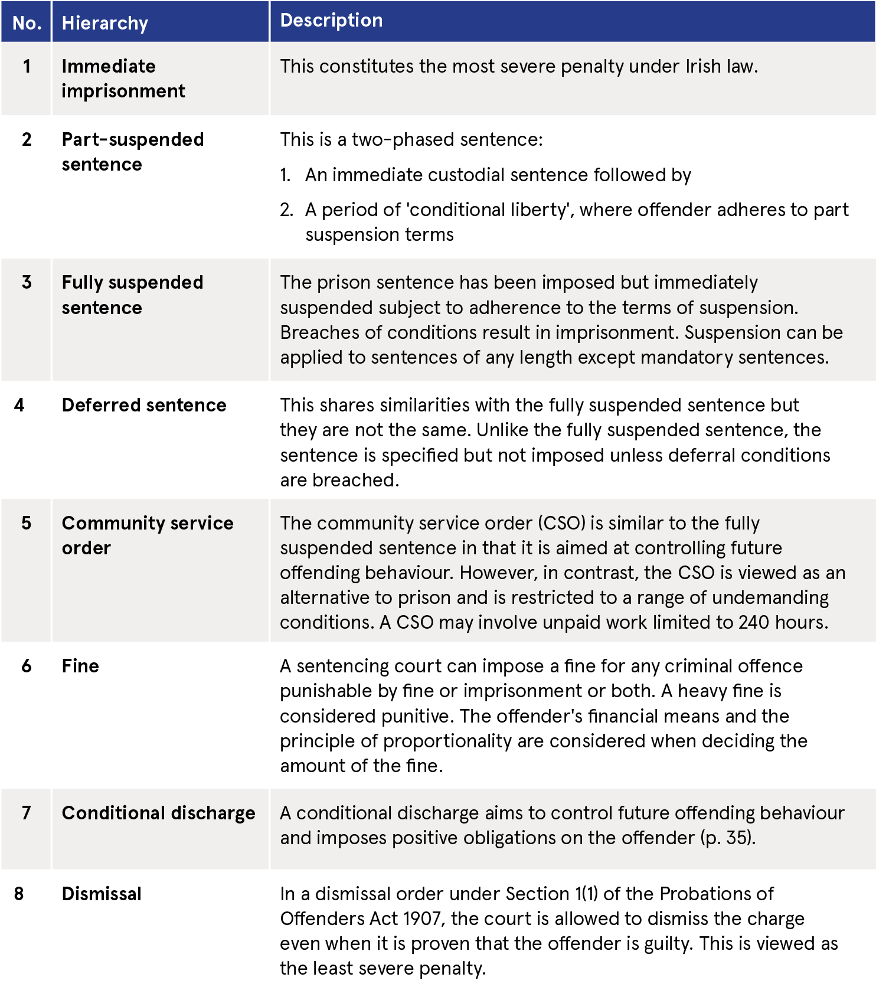 No. Hierarchy Description
1 Immediate This constitutes the most severe penalty under Irish law.
imprisonment
2 Part-suspended This is a two-phased sentence:
sentence
1. An immediate custodial sentence followed by
2. A period of 'conditional liberty', where offender adheres to part
suspension terms
3 Fully suspended The prison sentence has been imposed but immediately
sentence suspended subject to adherence to the terms of suspension.
Breaches of conditions result in imprisonment. Suspension can be
applied to sentences of any length except mandatory sentences.
4 Deferred sentence This shares similarities with the fully suspended sentence but
they are not the same. Unlike the fully suspended sentence, the
sentence is specified but not imposed unless deferral conditions
are breached.
5 Community service The community service order (CSO) is similar to the fully
order suspended sentence in that it is aimed at controlling future
offending behaviour. However, in contrast, the CSO is viewed as an
alternative to prison and is restricted to a range of undemanding
conditions. A CSO may involve unpaid work limited to 240 hours.
6 Fine A sentencing court can impose a fine for any criminal offence
punishable by fine or imprisonment or both. A heavy fine is
considered punitive. The offender's financial means and the
principle of proportionality are considered when deciding the
amount of the fine.
7 Conditional discharge A conditional discharge aims to control future offending behaviour
and imposes positive obligations on the offender (p. 35).
8 Dismissal In a dismissal order under Section 1(1) of the Probations of
Offenders Act 1907, the court is allowed to dismiss the charge
even when it is proven that the offender is guilty. This is viewed as
the least severe penalty.